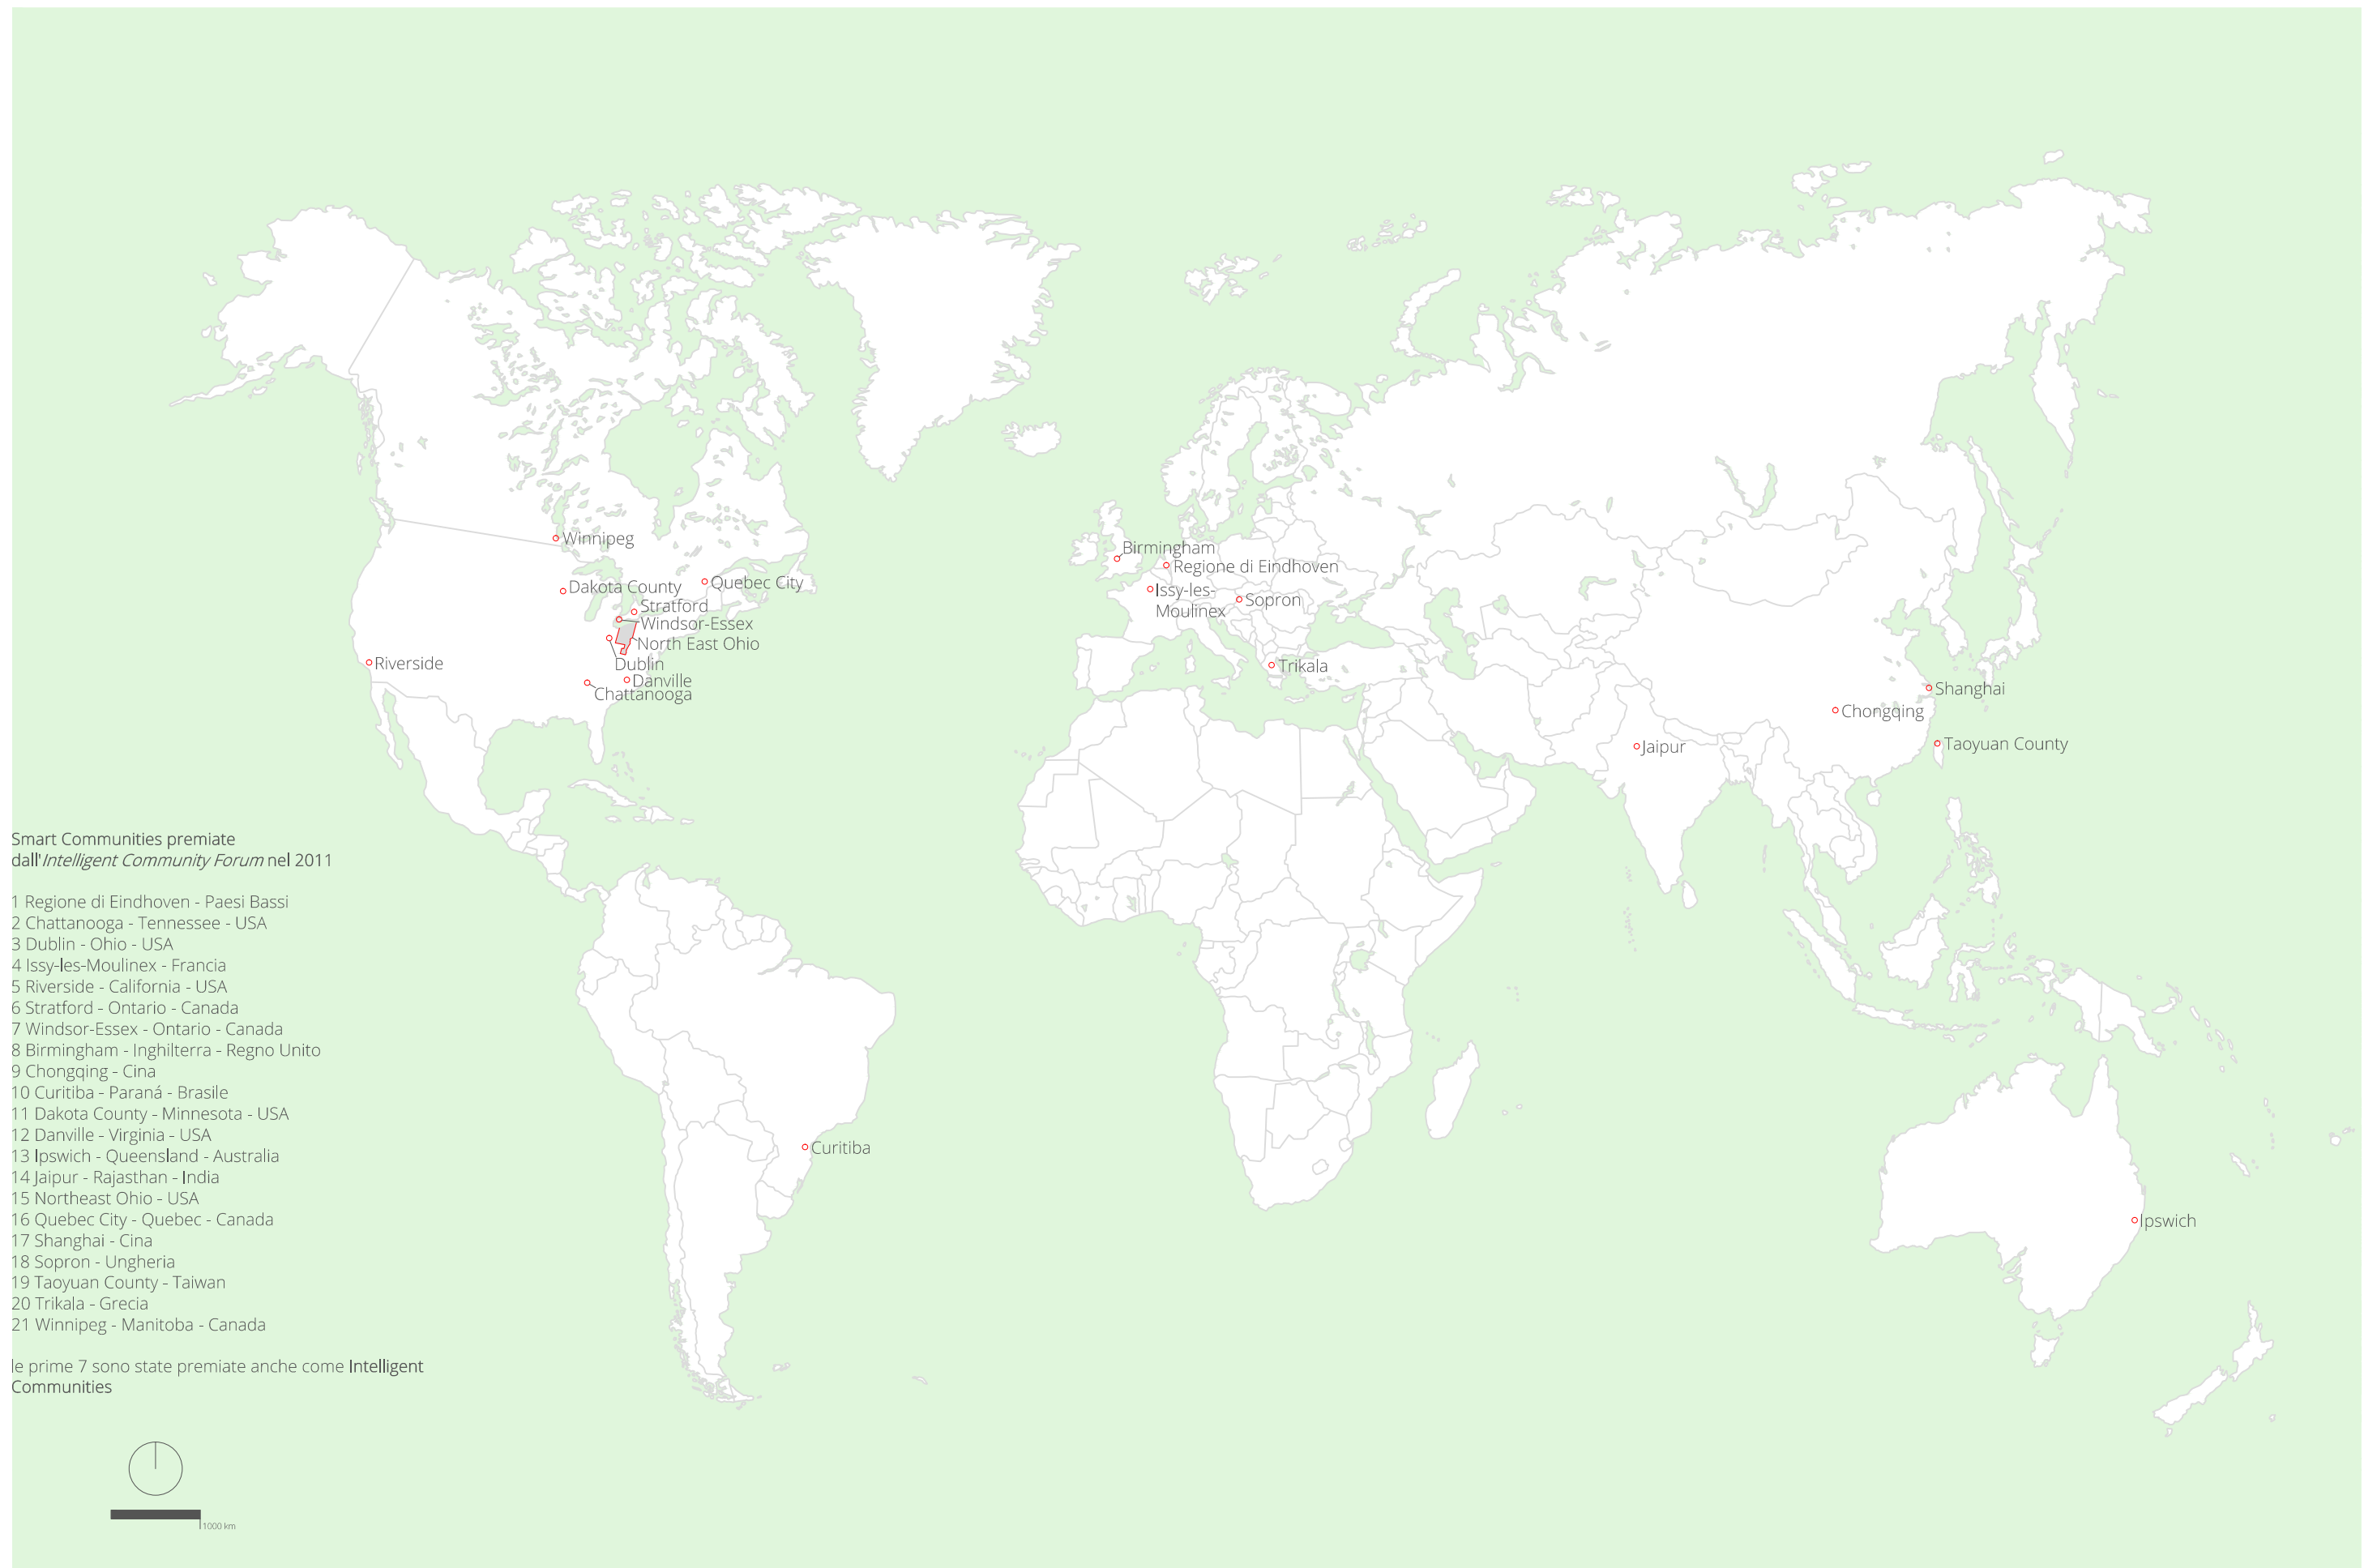 Winnipeg
Dakota County
Quebec City
Stratford
Windsor-Essex
North East Ohio
Dublin
Riverside
Danville
Chattanooga
Birmingham
Regione di Eindhoven
Issy-les-
Moulinex
Sopron
Trikala
Shanghai
Chongqing
Taoyuan County
Jaipur
Curitiba
Ipswich
Smart Communities premiate
dall'Intelligent Community Forum nel 2011
1 Regione di Eindhoven - Paesi Bassi
2 Chattanooga - Tennessee - USA
3 Dublin - Ohio - USA
4 Issy-les-Moulinex - Francia
5 Riverside - California - USA
6 Stratford - Ontario - Canada
7 Windsor-Essex - Ontario - Canada
8 Birmingham - Inghilterra - Regno Unito
9 Chongqing - Cina
10 Curitiba - Paraná - Brasile
11 Dakota County - Minnesota - USA
12 Danville - Virginia - USA
13 Ipswich - Queensland - Australia
14 Jaipur - Rajasthan - India
15 Northeast Ohio - USA
16 Quebec City - Quebec - Canada
17 Shanghai - Cina
18 Sopron - Ungheria
19 Taoyuan County - Taiwan
20 Trikala - Grecia
21 Winnipeg - Manitoba - Canada
le prime 7 sono state premiate anche come Intelligent
Communities
1000 km